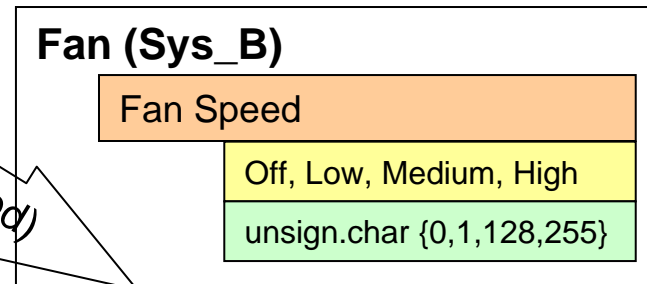 Fan (Sys_B)
Fan Speed
Off, Low, Medium, High
unsign.char {0,1,128,255}